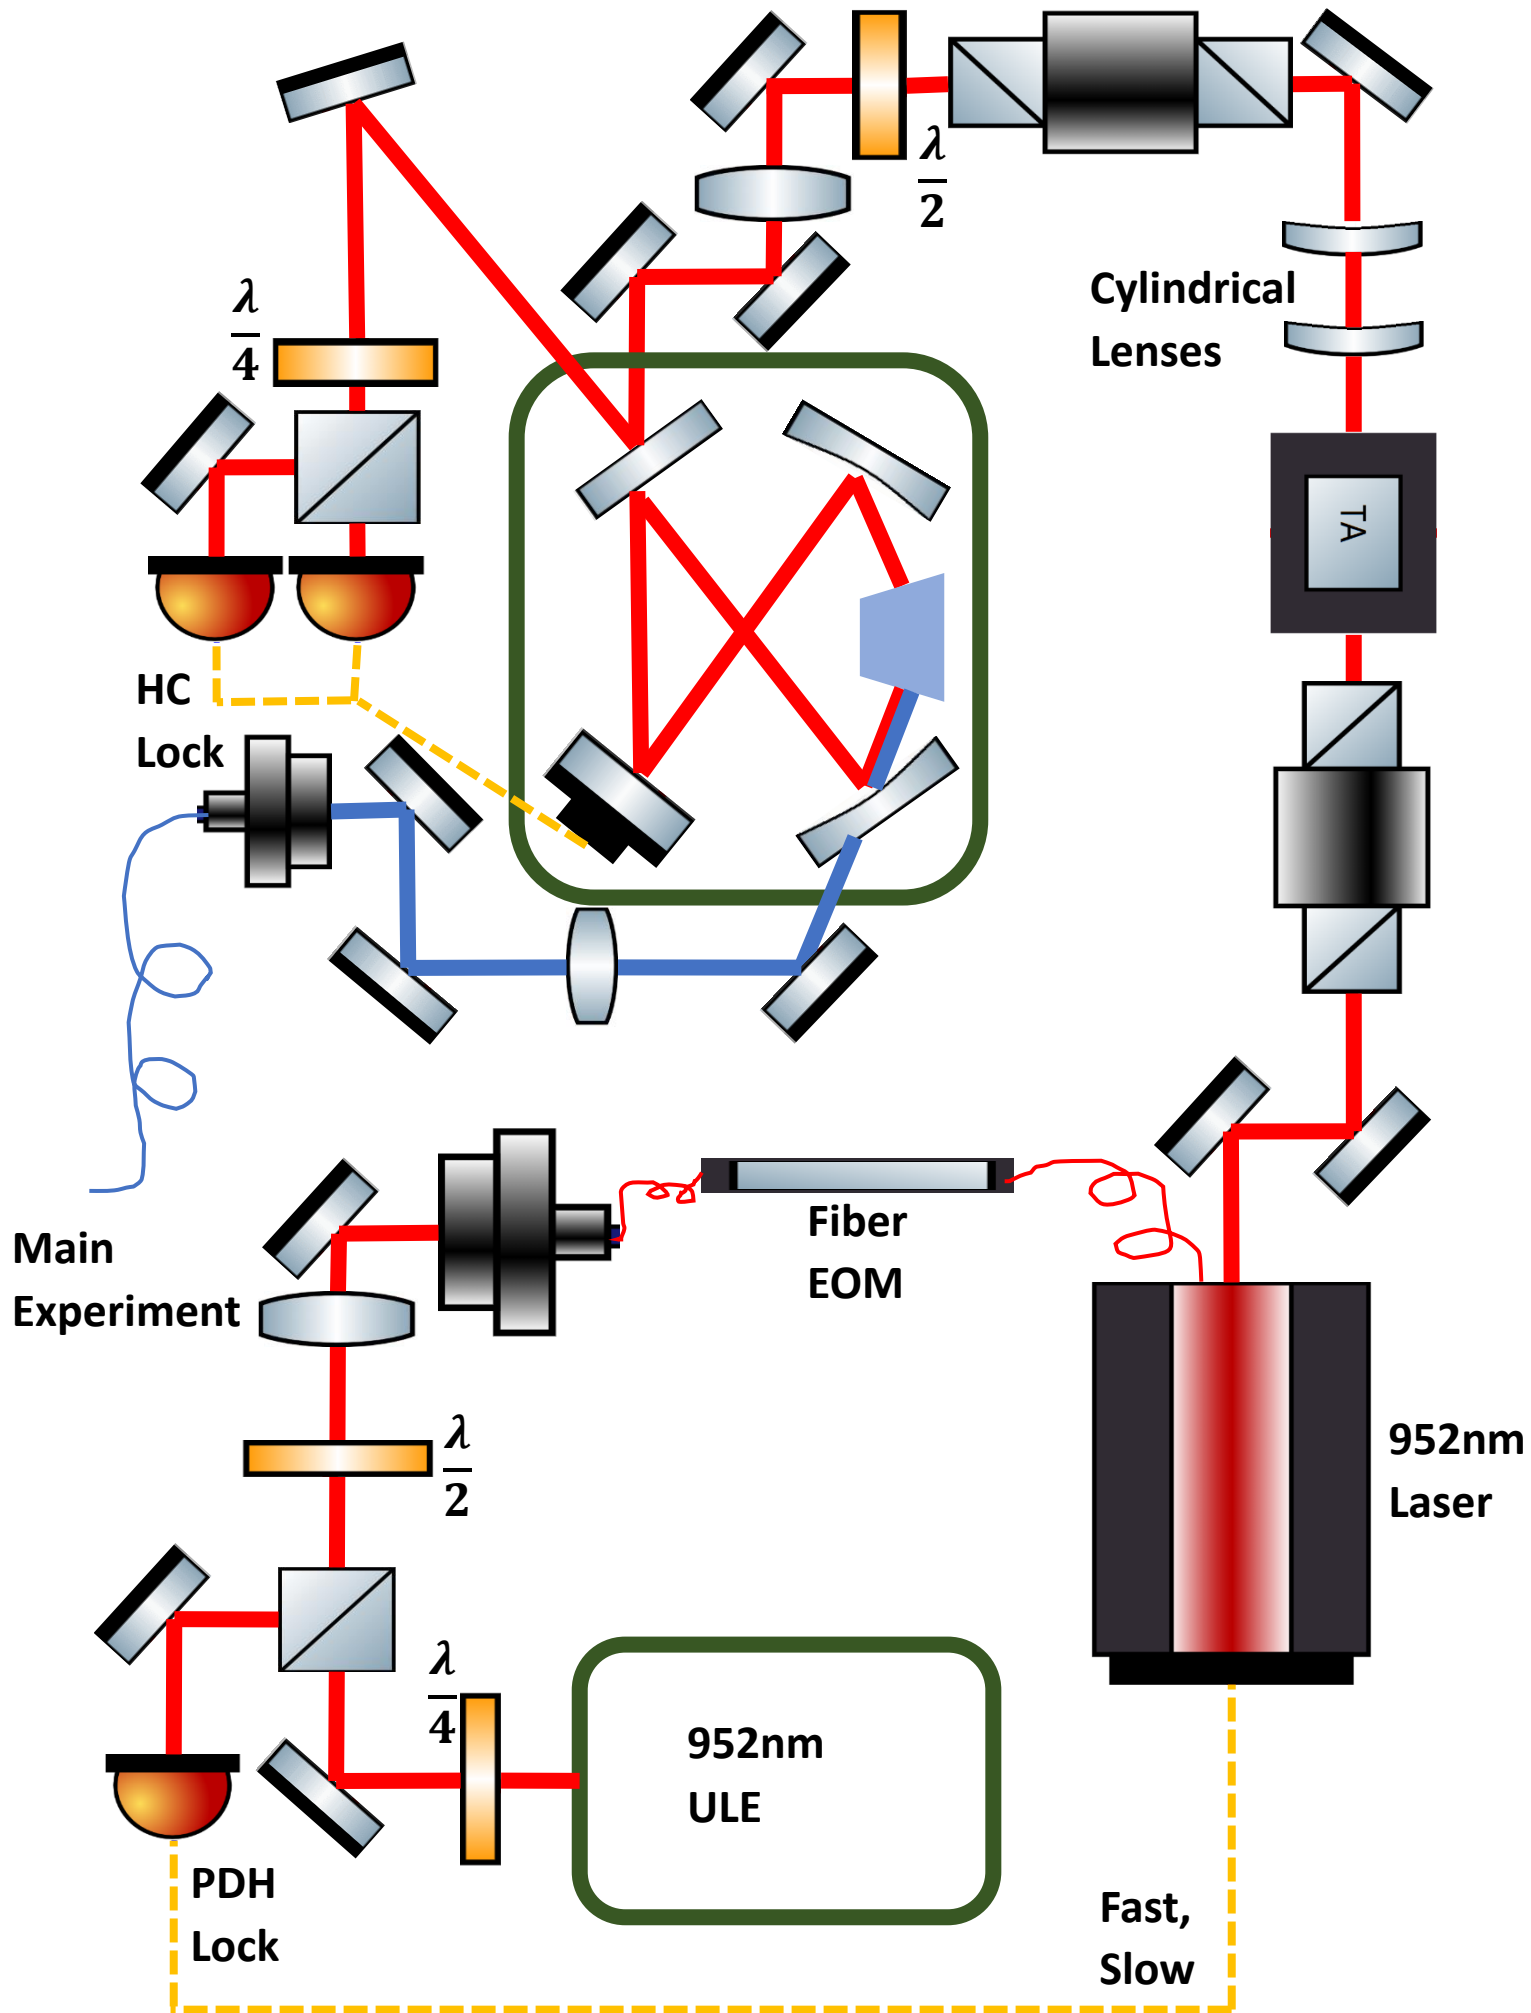 λ
2
Cylindrical
Lenses
λ
4
TA
HC
Lock
Main
Experiment
Fiber
EOM
952nm
Laser
λ
2
λ
4
952nm
ULE
PDH
Lock
Fast,
Slow